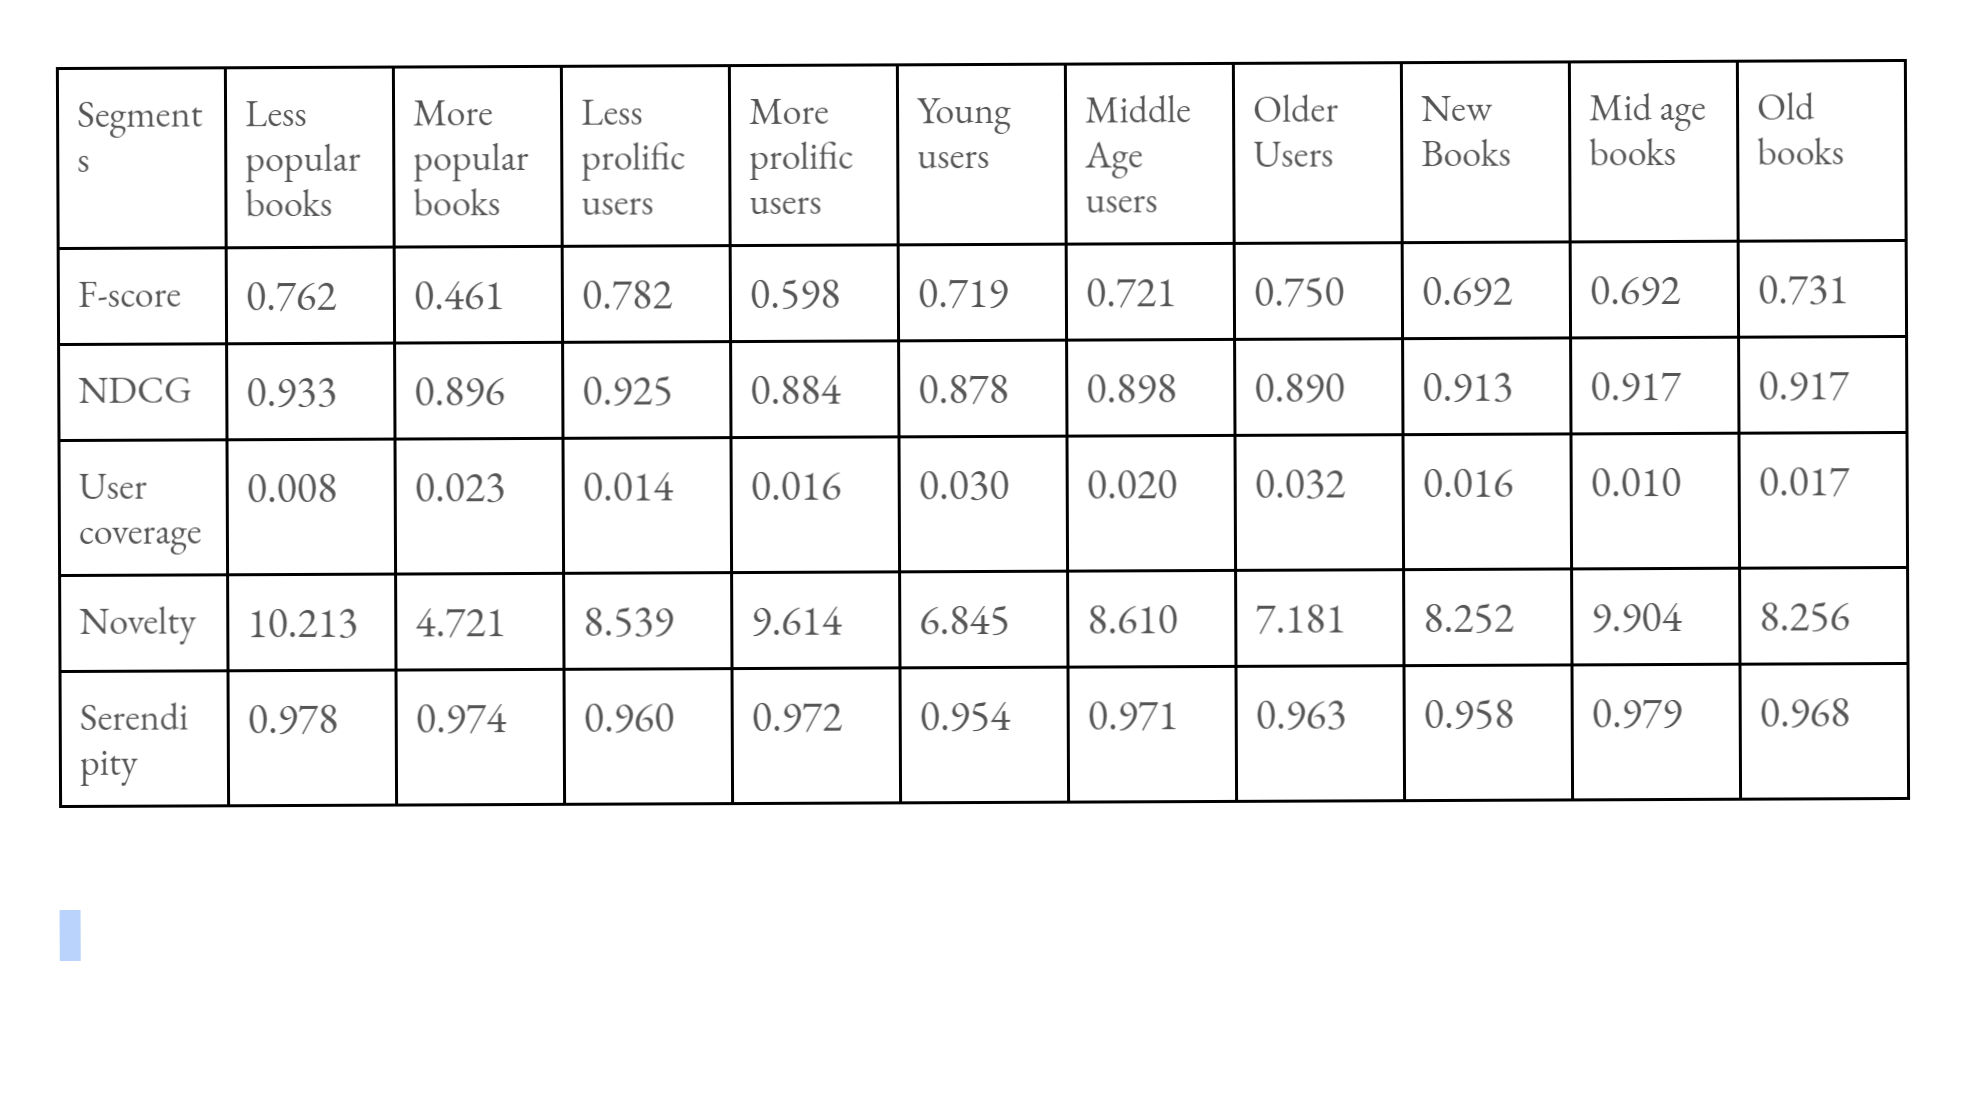 Segments Less popular books More popular books Less prolific users More prolific users Young users Middle Age users Older Users New Books Mid age books Old books
F-score 0.762 0.461 0.782 0.598 0.719 0.721 0.750 0.692 0.692 0.731
NDCG 0.933 0.896 0.925 0.884 0.878 0.898 0.890 0.913 0.917 0.917
User coverage 0.008 0.023 0.014 0.016 0.030 0.020 0.032 0.016 0.010 0.017
Novelty 10.213 4.721 8.539 9.614 6.845 8.610 7.181 8.252 9.904 8.256
Serendipity 0.978 0.974 0.960 0.972 0.954 0.971 0.963 0.958 0.979 0.968